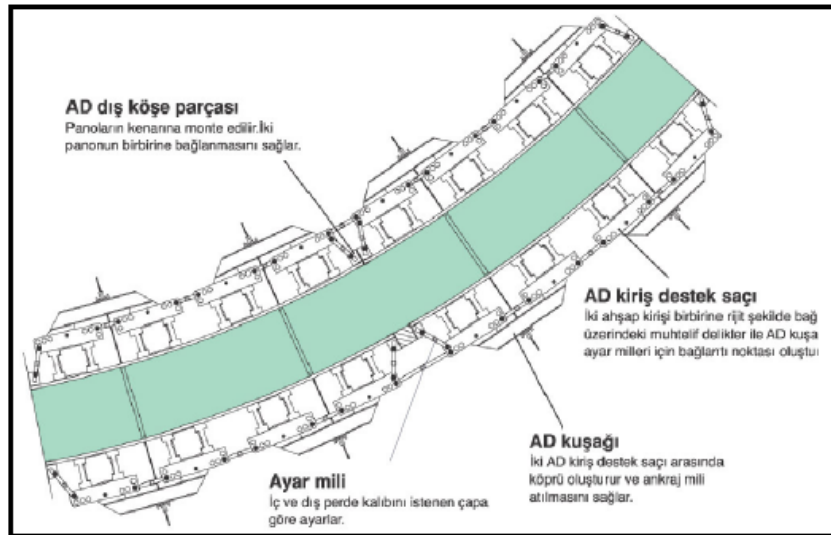 AD dış köşe parçası
Panoların kenarına monte edilir.İki
panonun birbirine bağlanmasını sağlar.
AD kiriş destek saçı
İki ahşap kirişi birbirine rijit şekilde bağ
üzerindeki muhtelif delikler ile AD kuşa
ayar milleri için bağlantı noktası oluştu
AD kuşağı
İki AD kiriş destek saçı arasında
köprü oluşturur ve ankraj mili
atılmasını sağlar.
Ayar mili
İç ve dış perde kalıbını istenen çapa
göre ayarlar.